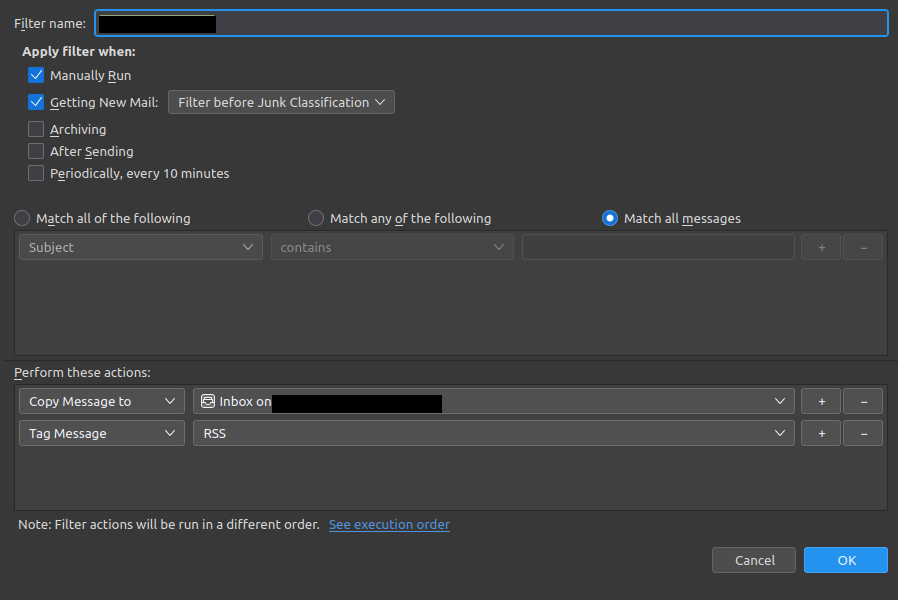 Filter name:
Apply filter when:
Manually Run
Getting New Mail: Filter before Junk Classification
Archiving
After Sending
Periodically, every 10 minutes
Match all of the following Match any of the following Match all messages
Subject contains + −
Perform these actions:
Copy Message to Inbox on + −
Tag Message RSS + −
Note: Filter actions will be run in a different order. See execution order
Cancel OK